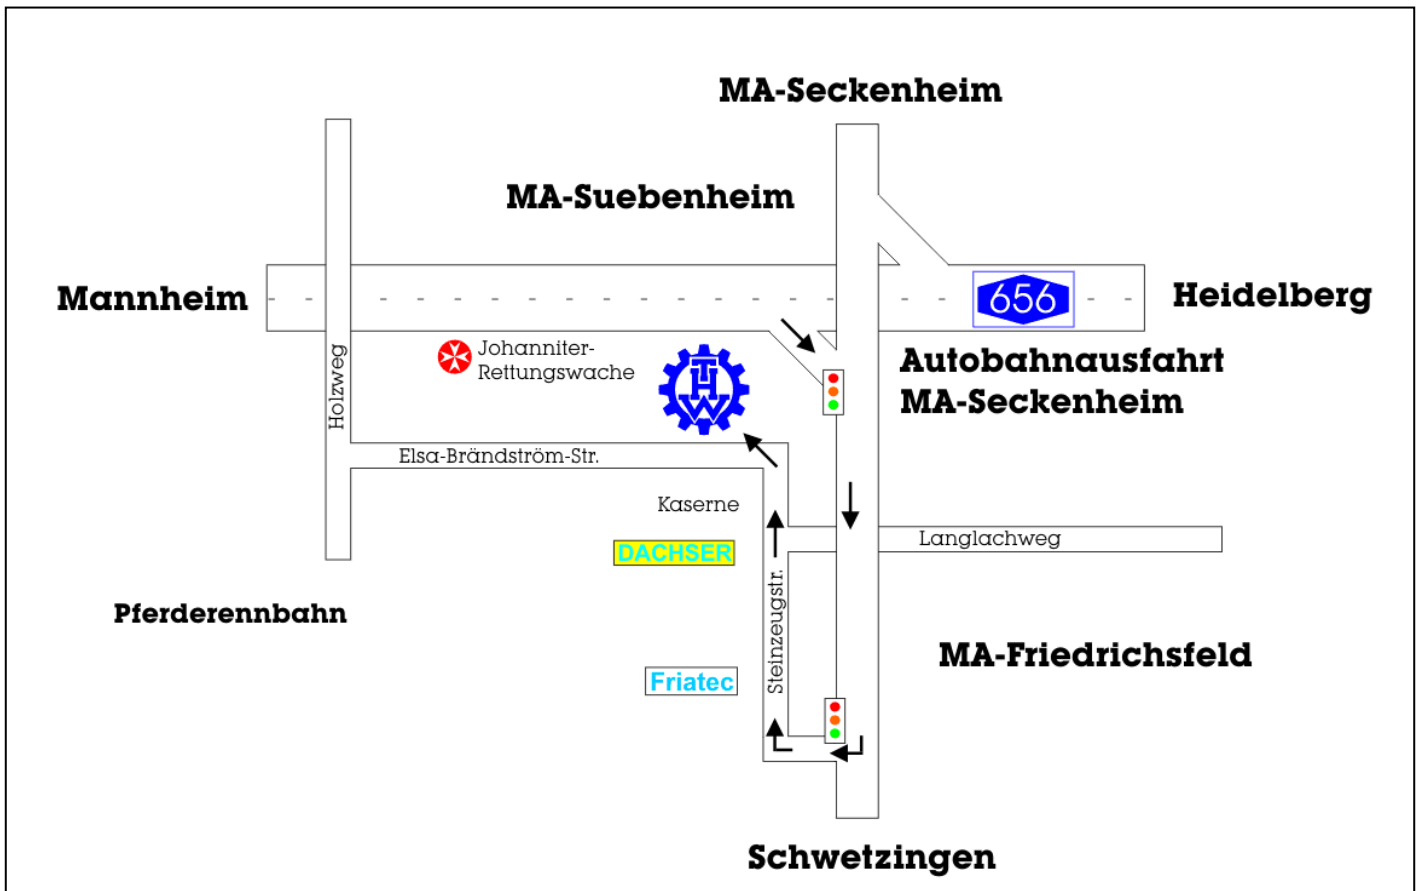 MA-Seckenheim
MA-Suebenheim
Mannheim
656
Heidelberg
Holzweg
Johanniter-
Rettungswache
THW
Autobahnausfahrt
MA-Seckenheim
Elsa-Brändström-Str.
Kaserne
DACHSER
Langlachweg
Steinzeugstr.
Pferderennbahn
MA-Friedrichsfeld
Friatec
Schwetzingen